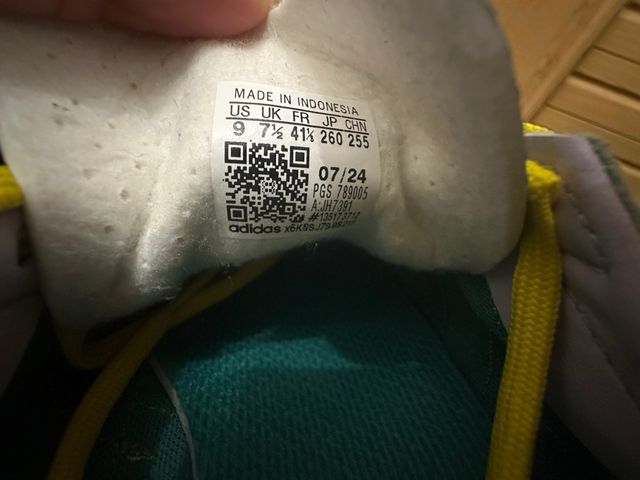 MADE IN INDONESIA
US UK FR JP CHN
9 7½ 41⅓ 260 255
07/24
PGS 789005
A:JH7391
adidas